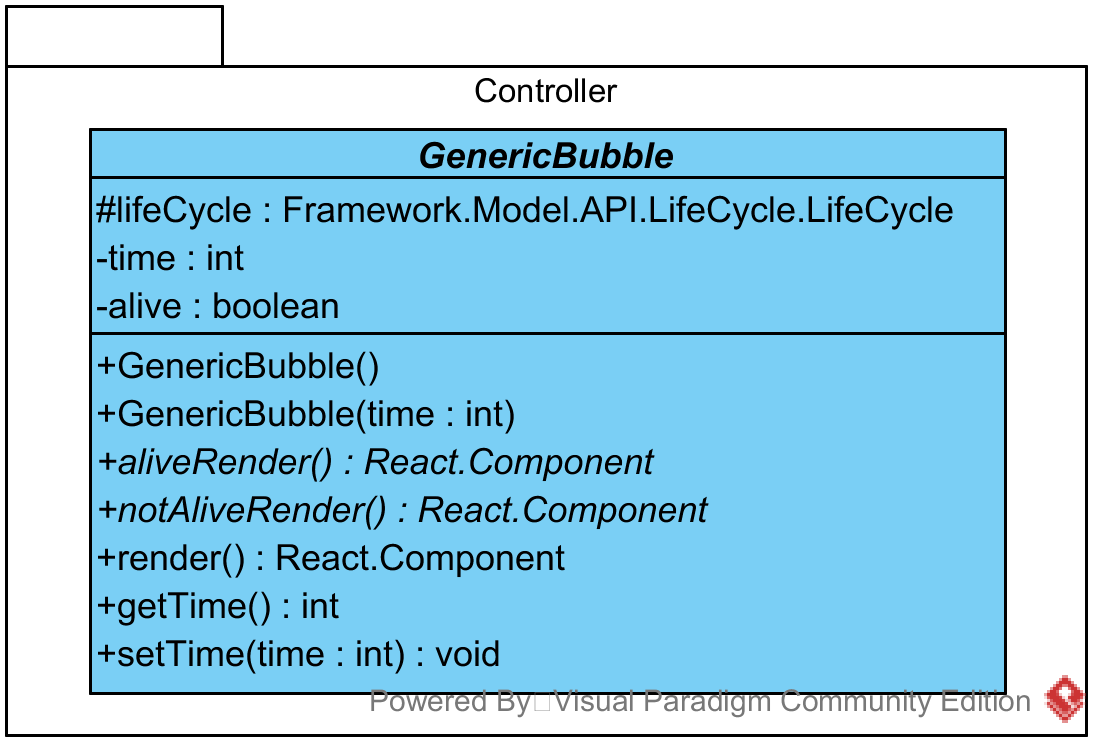 Controller
GenericBubble
#lifeCycle : Framework.Model.API.LifeCycle.LifeCycle
-time : int
-alive : boolean
+GenericBubble()
+GenericBubble(time : int)
+aliveRender() : React.Component
+notAliveRender() : React.Component
+render() : React.Component
+getTime() : int
+setTime(time : int) : void
Powered By Visual Paradigm Community Edition